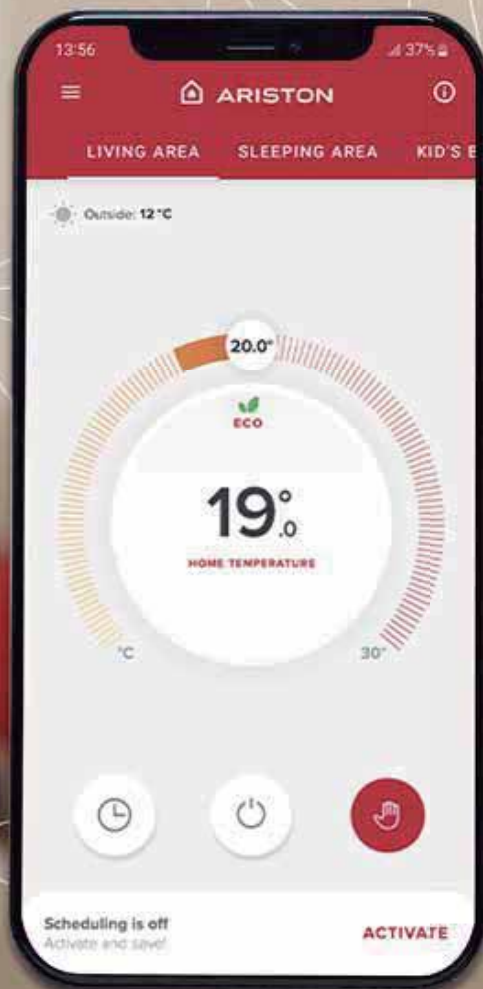 13:56
37%
ARISTON
LIVING AREA SLEEPING AREA KID'S
Outside: 12 °C
20.0°
ECO
19.0°
HOME TEMPERATURE
°C 30°
Scheduling is off
ACTIVATE
Activate and save!